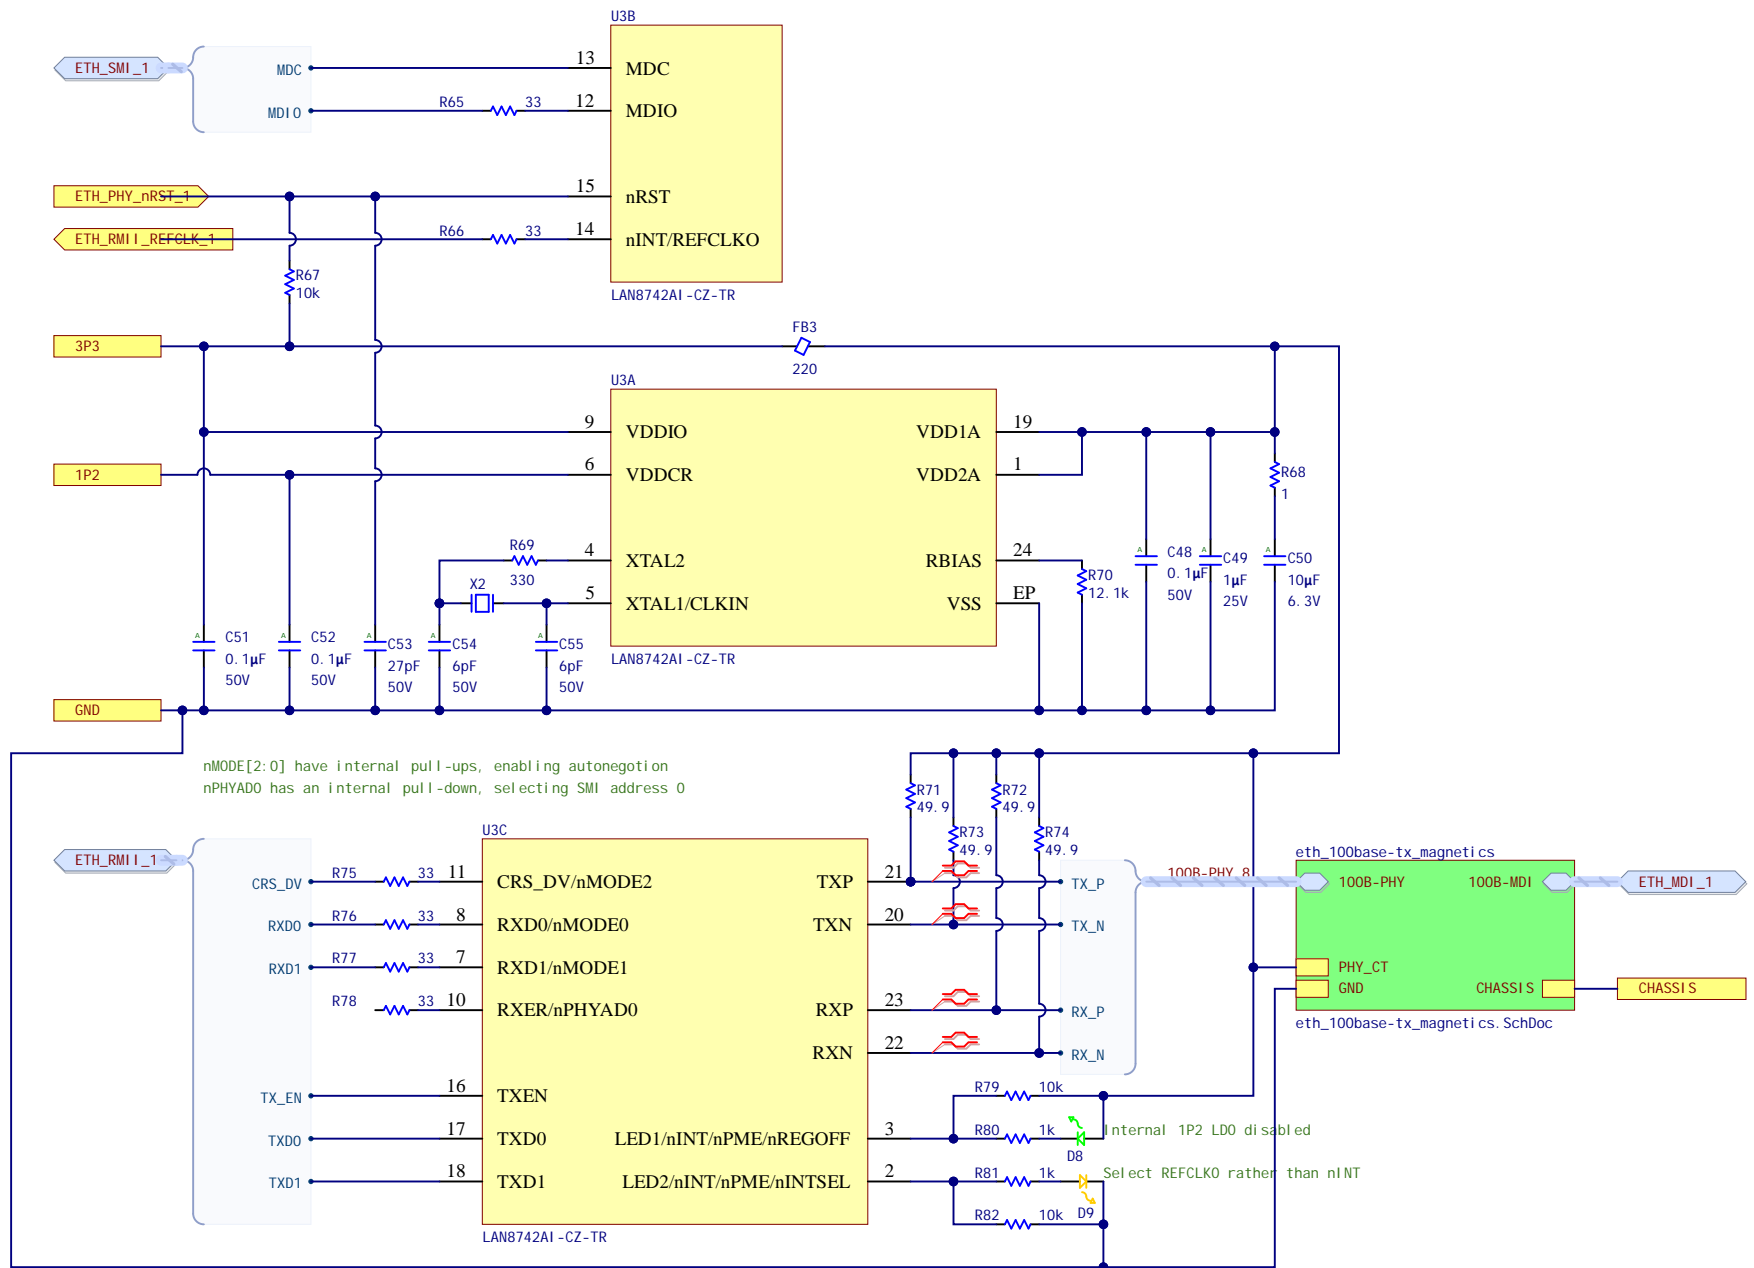 U3B
ETH_SMI_1
MDC
13
MDC
MDIO
R65
33
12
MDIO
ETH_PHY_nRST_1
15
nRST
ETH_RMII_REFCLK_1
R66
33
14
nINT/REFCLKO
R67
10k
LAN8742AI-CZ-TR
3P3
FB3
220
U3A
9
VDDIO
VDD1A
19
1P2
6
VDDCR
VDD2A
1
R68
1
R69
330
4
XTAL2
RBIAS
24
X2
5
XTAL1/CLKIN
VSS
EP
R70
12.1k
A
C48
0.1µF
50V
A
C49
1µF
25V
A
C50
10µF
6.3V
A
C51
0.1µF
50V
A
C52
0.1µF
50V
A
C53
27pF
50V
A
C54
6pF
50V
A
C55
6pF
50V
LAN8742AI-CZ-TR
GND
nMODE[2:0] have internal pull-ups, enabling autonegotion
nPHYAD0 has an internal pull-down, selecting SMI address 0
R71
49.9
R72
49.9
R73
49.9
R74
49.9
U3C
ETH_RMII_1
CRS_DV
R75
33
11
CRS_DV/nMODE2
TXP
21
TX_P
RXD0
R76
33
8
RXD0/nMODE0
TXN
20
TX_N
RXD1
R77
33
7
RXD1/nMODE1
R78
33
10
RXER/nPHYAD0
RXP
23
RX_P
RXN
22
RX_N
TX_EN
16
TXEN
TXD0
17
TXD0
LED1/nINT/nPME/nREGOFF
3
TXD1
18
TXD1
LED2/nINT/nPME/nINTSEL
2
LAN8742AI-CZ-TR
100B-PHY_8
eth_100base-tx_magnetics
100B-PHY
100B-MDI
ETH_MDI_1
PHY_CT
GND
CHASSIS
CHASSIS
eth_100base-tx_magnetics.SchDoc
R79
10k
R80
1k
D8
Internal 1P2 LDO disabled
R81
1k
D9
Select REFCLKO rather than nINT
R82
10k